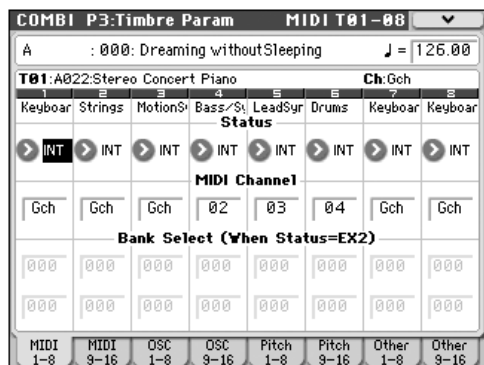 COMBI P3:Timbre Param MIDI T01-08
A :000: Dreaming withoutSleeping ♩= 126.00
T01:A022:Stereo Concert Piano Ch:Gch
1 2 3 4 5 6 7 8
Keyboar Strings MotionS Bass/Sy LeadSyr Drums Keyboar Keyboar
Status
INT INT INT INT INT INT INT INT
MIDI Channel
Gch Gch Gch 02 03 04 Gch Gch
Bank Select (When Status=EX2)
000 000 000 000 000 000 000 000
000 000 000 000 000 000 000 000
MIDI MIDI OSC OSC Pitch Pitch Other Other
1-8 9-16 1-8 9-16 1-8 9-16 1-8 9-16